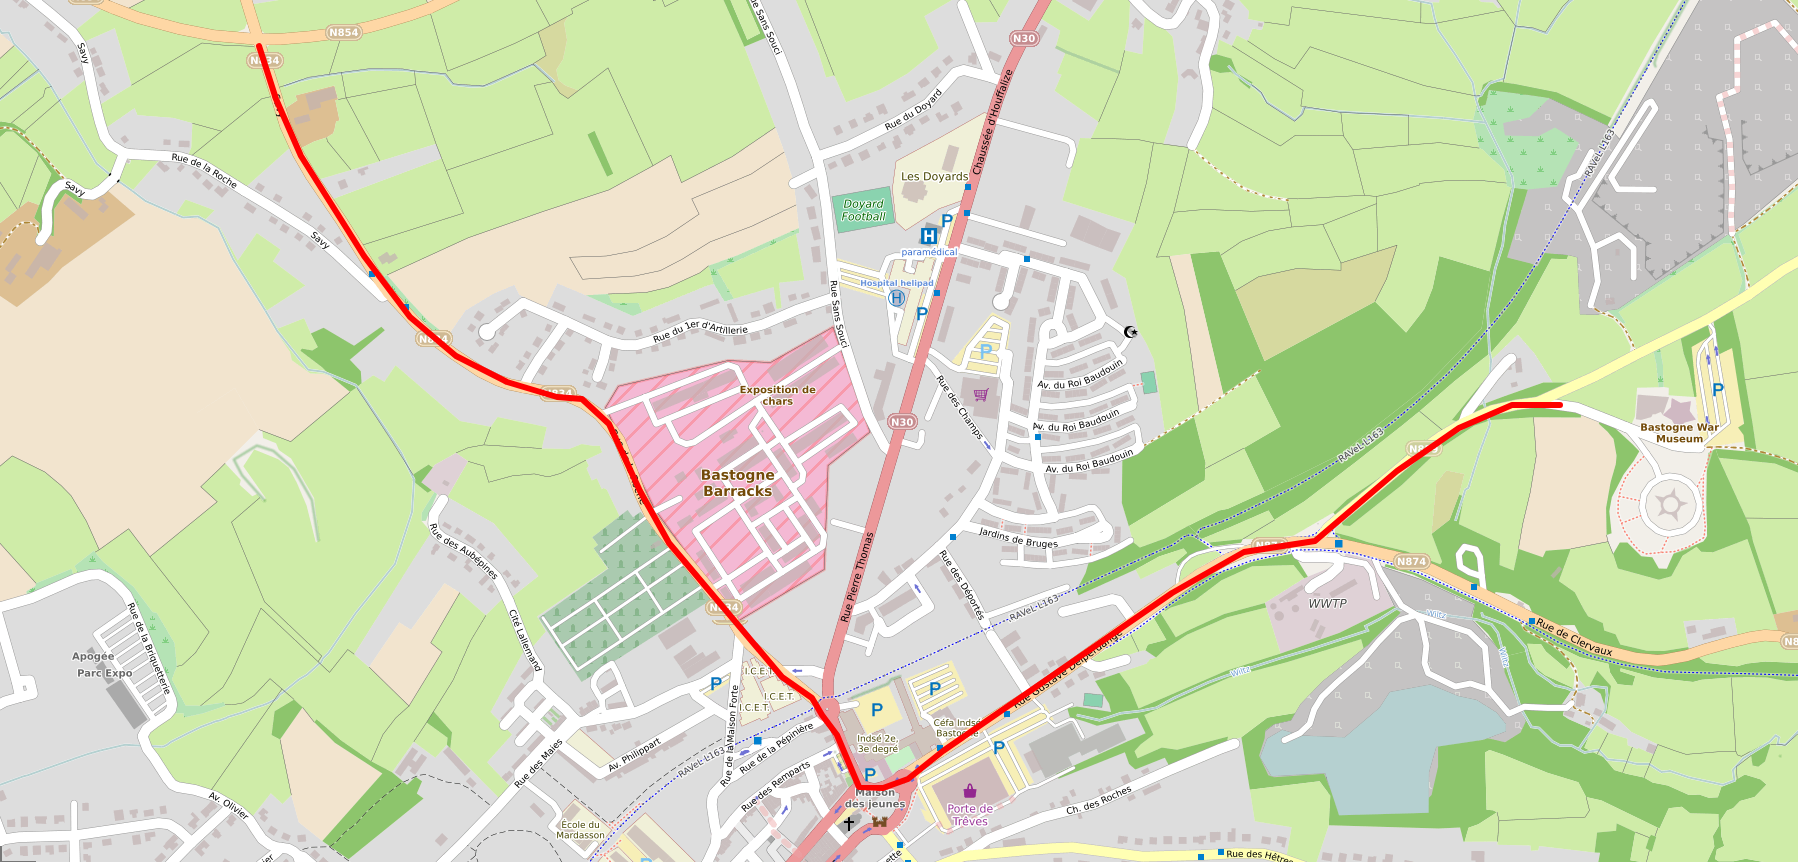 N854
N834
Savy
Savy
Rue Sans Souci
N30
Chaussée d'Houffalize
Rue du Doyard
Rue de la Roche
Savy
Savy
Les Doyards
Doyard
Football
P
H
paramédical
Hospital helipad
H
P
RAVeL L163
Rue Sans Souci
Rue du 1er d'Artillerie
N834
N834
P
Av. du Roi Baudouin
Av. du Roi Baudouin
Av. du Roi Baudouin
Rue des Champs
Exposition de
chars
N30
P
Bastogne War
Museum
RAVeL L163
Bastogne
Barracks
Jardins de Bruges
Rue des Aubépines
Rue Pierre Thomas
Rue des Déportés
RAVeL L163
N874
WWTP
Wiltz
Rue de Clervaux
Wiltz
Wiltz
N834
Rue de la Briquetterie
Cité Lallemand
Apogée
Parc Expo
I.C.E.T.
I.C.E.T.
I.C.E.T.
P
P
P
Rue Gustave Delperdange
Céfa Indsé
Bastogne
Indsé 2e,
3e degré
P
P
Rue de la Maison Forte
Rue de la Pépinière
RAVeL L163
Av. Philippart
Rue des Maies
Rue des Remparts
Maison
des jeunes
Porte de
Trêves
Ch. des Roches
Av. Olivier
École du
Mardasson
P
Rue des Hêtres